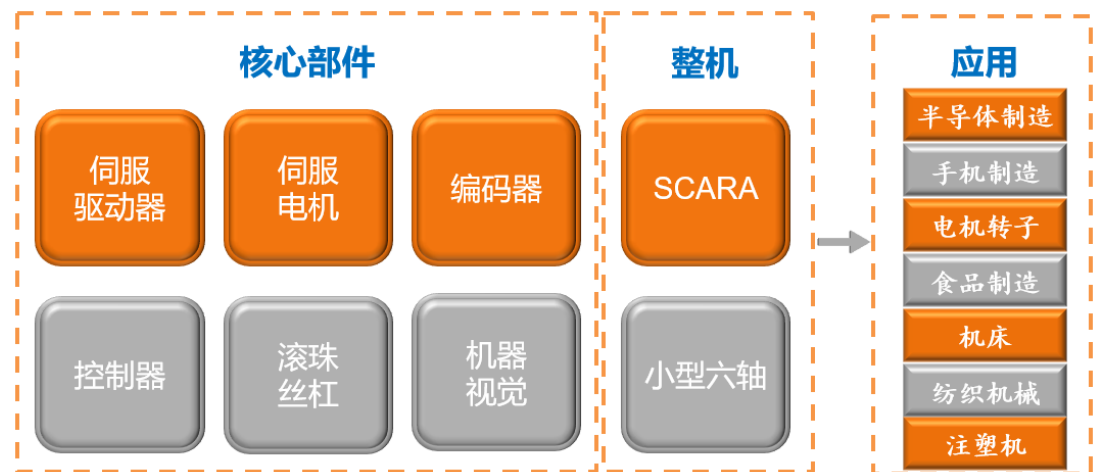 核心部件
整机
应用
伺服
驱动器
伺服
电机
编码器
SCARA
控制器
滚珠
丝杠
机器
视觉
小型六轴
半导体制造
手机制造
电机转子
食品制造
机床
纺织机械
注塑机